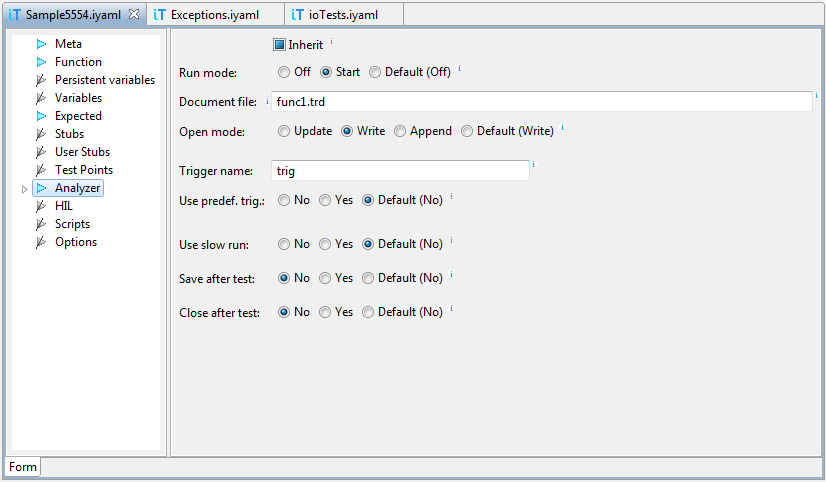 iT Sample5554.iyaml iT Exceptions.iyaml iT ioTests.iyaml
Meta
Function
Persistent variables
Variables
Expected
Stubs
User Stubs
Test Points
Analyzer
HIL
Scripts
Options
Inherit i
Run mode: Off Start Default (Off) i
Document file: i func1.trd i
Open mode: Update Write Append Default (Write) i
Trigger name: trig i
Use predef. trig.: No Yes Default (No) i
Use slow run: No Yes Default (No) i
Save after test: No Yes Default (No) i
Close after test: No Yes Default (No) i
Form